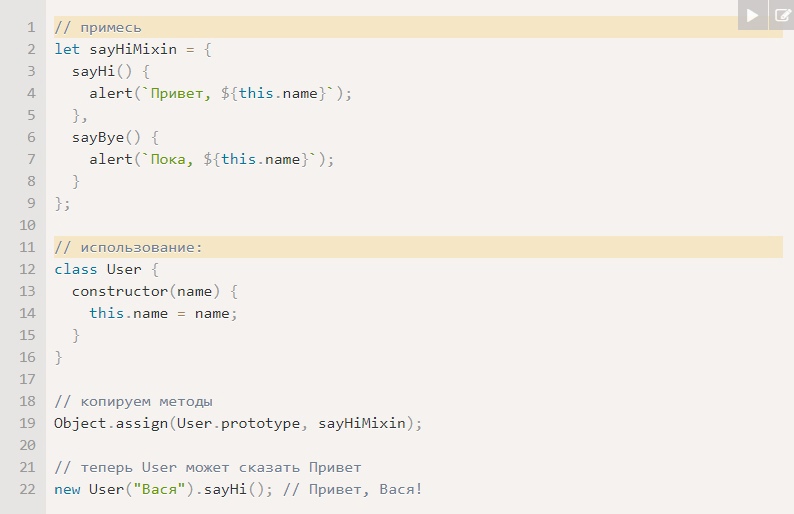 1 // примесь
2 let sayHiMixin = {
3   sayHi() {
4     alert(`Привет, ${this.name}`);
5   },
6   sayBye() {
7     alert(`Пока, ${this.name}`);
8   }
9 };
10
11 // использование:
12 class User {
13   constructor(name) {
14     this.name = name;
15   }
16 }
17
18 // копируем методы
19 Object.assign(User.prototype, sayHiMixin);
20
21 // теперь User может сказать Привет
22 new User("Вася").sayHi(); // Привет, Вася!